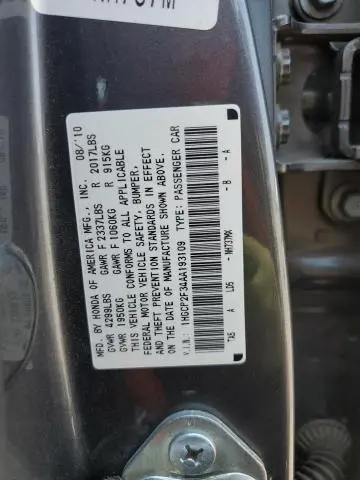 MFD. BY HONDA OF AMERICA MFG., INC. 08/10
GVWR 4299LBS GAWR F 2337LBS R 2017LBS
GVWR 1950KG GAWR F 1060KG R 915KG
THIS VEHICLE CONFORMS TO ALL APPLICABLE
FEDERAL MOTOR VEHICLE SAFETY, BUMPER,
AND THEFT PREVENTION STANDARDS IN EFFECT
ON THE DATE OF MANUFACTURE SHOWN ABOVE.
V.I.N.: 1HGCP2F34AA193109 TYPE: PASSENGER CAR
TA5 A LDS - NH737MX - B - A